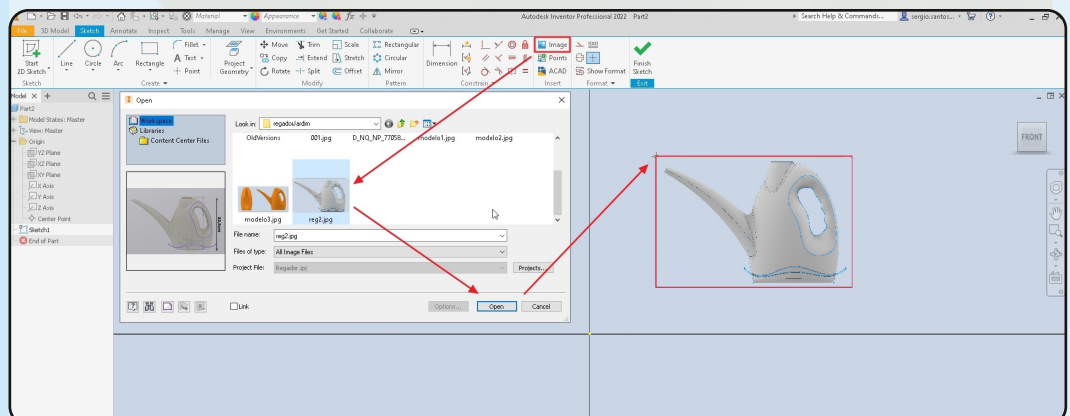 Material
Appearance
Autodesk Inventor Professional 2022 Part2
Search Help & Commands...
sergio.santos...
File 3D Model Sketch Annotate Inspect Tools Manage View Environments Get Started Collaborate
Start
2D Sketch
Line
Circle
Arc
Rectangle
Fillet
Text
Point
Project
Geometry
Move
Copy
Rotate
Trim
Extend
Split
Scale
Stretch
Offset
Rectangular
Circular
Mirror
Dimension
Image
Points
ACAD
Show Format
Finish
Sketch
Sketch
Create
Modify
Pattern
Constrain
Insert
Format
Exit
Model
Part2
Model States: Master
View: Master
Origin
YZ Plane
XZ Plane
XY Plane
X Axis
Y Axis
Z Axis
Center Point
Sketch1
End of Part
Open
Workspace
Libraries
Content Center Files
Look in: regadosJardim
OldVersions
001.jpg
D_NQ_NP_77058...
modelo1.jpg
modelo2.jpg
modelo3.jpg
reg2.jpg
File name: reg2.jpg
Files of type: All Image Files
Project File: Regador.ipj
Projects...
Link
Options...
Open
Cancel
FRONT